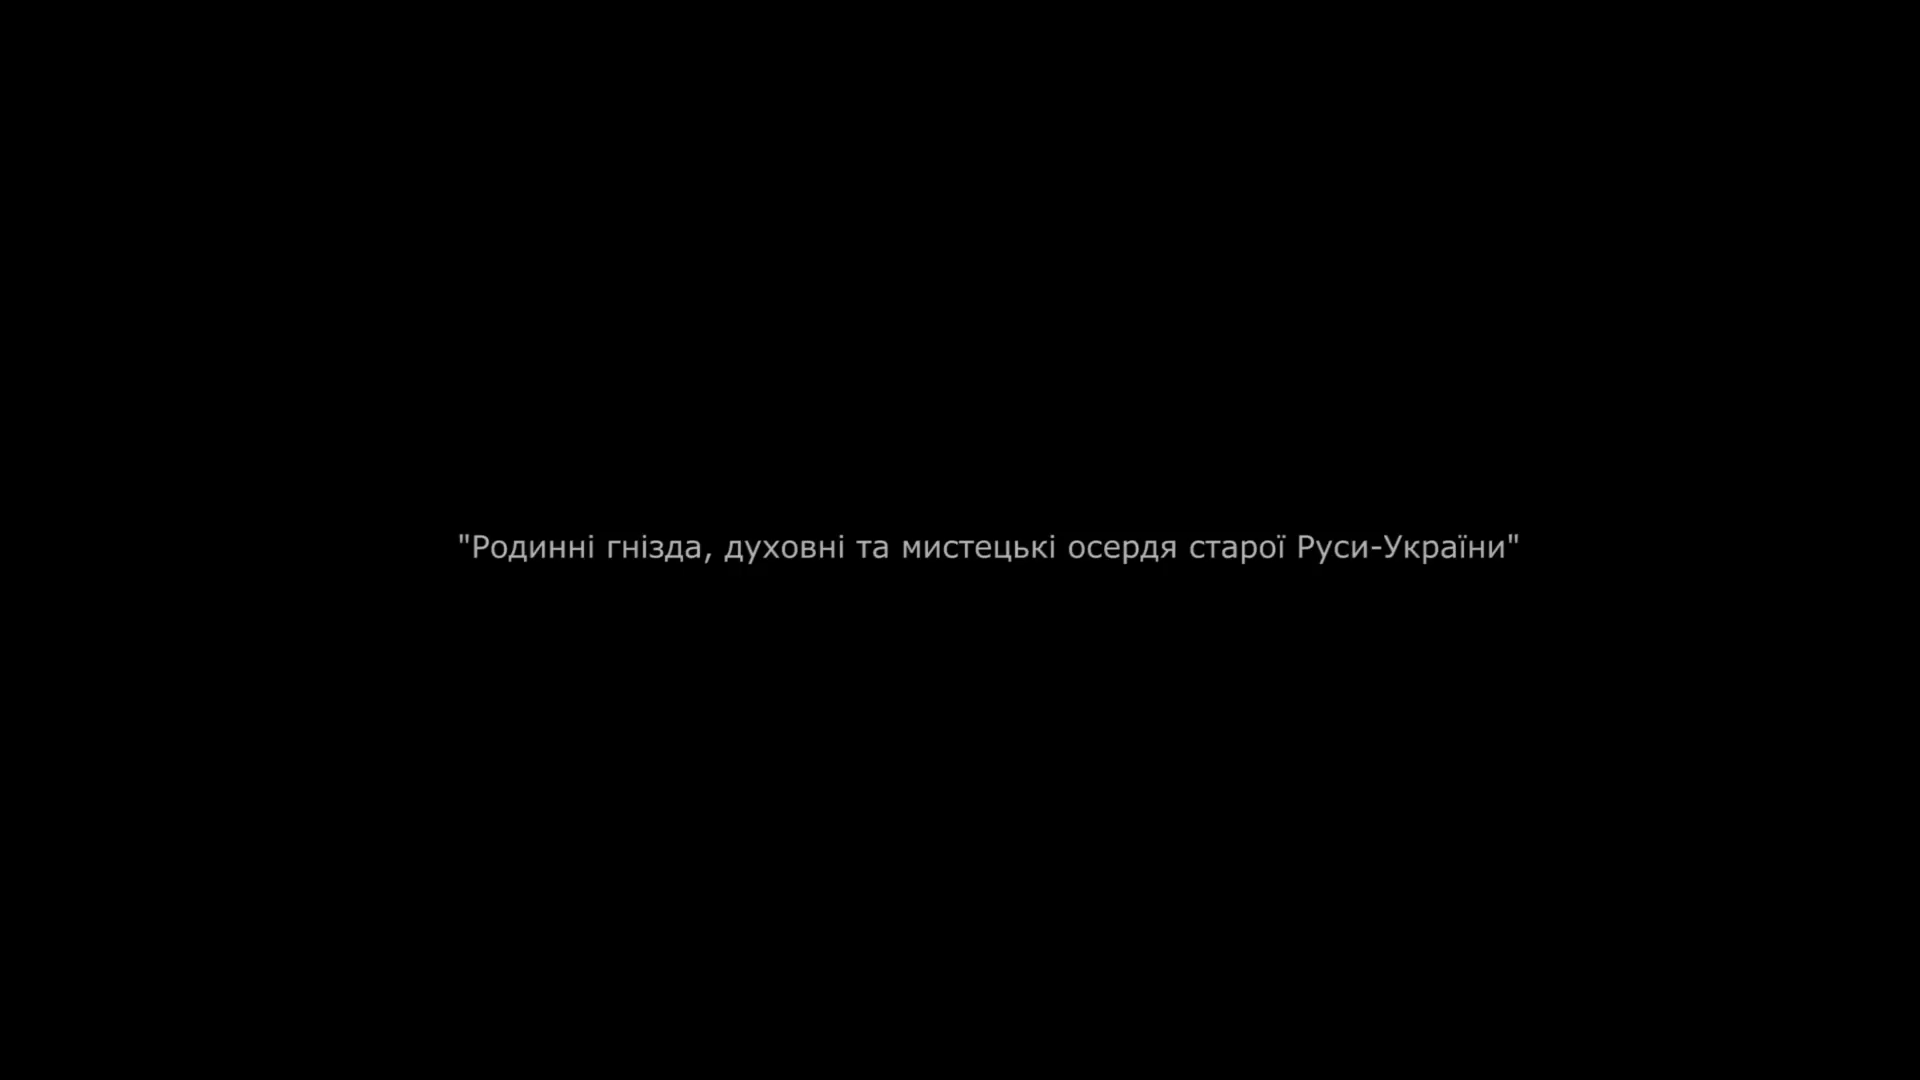 "Родинні гнізда, духовні та мистецькі осердя старої Руси-України"